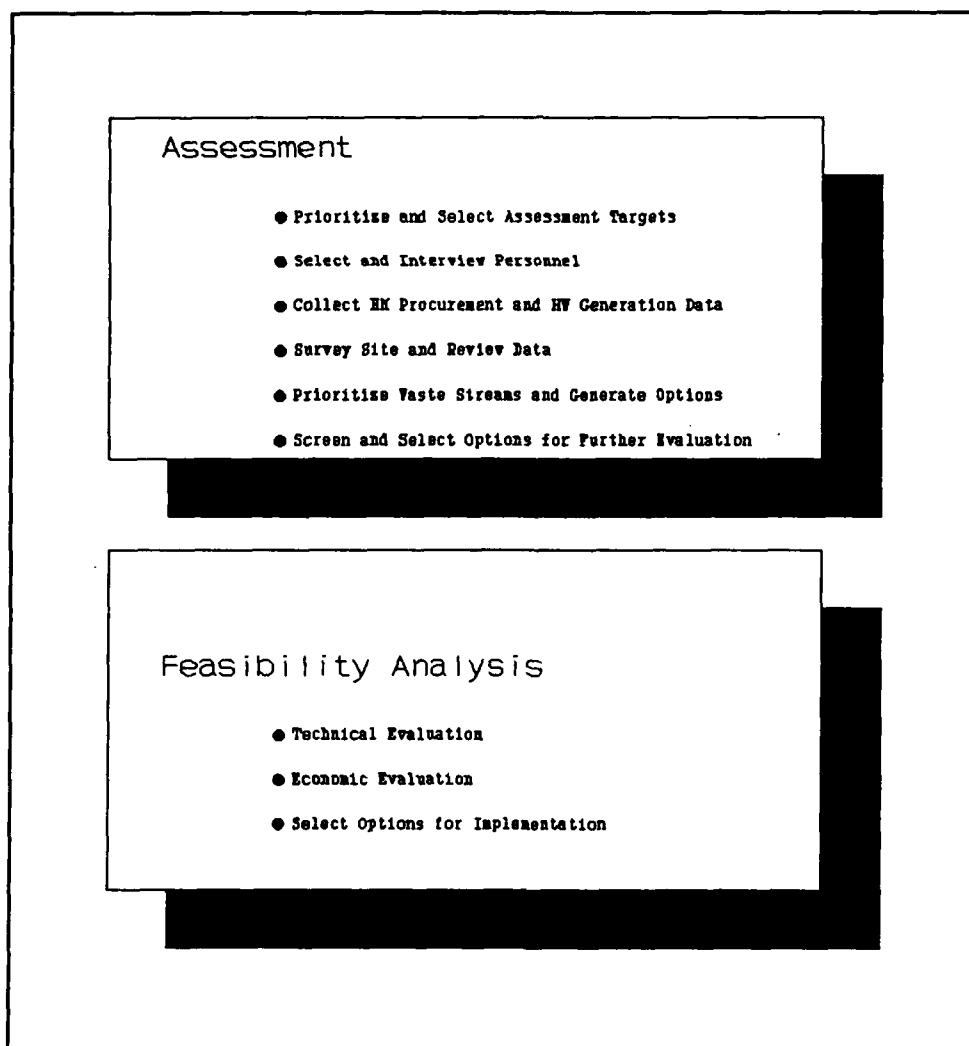 Assessment
● Prioritize and Select Assessment Targets
● Select and Interview Personnel
● Collect HM Procurement and HW Generation Data
● Survey Site and Review Data
● Prioritize Waste Streams and Generate Options
● Screen and Select Options for Further Evaluation
Feasibility Analysis
● Technical Evaluation
● Economic Evaluation
● Select Options for Implementation